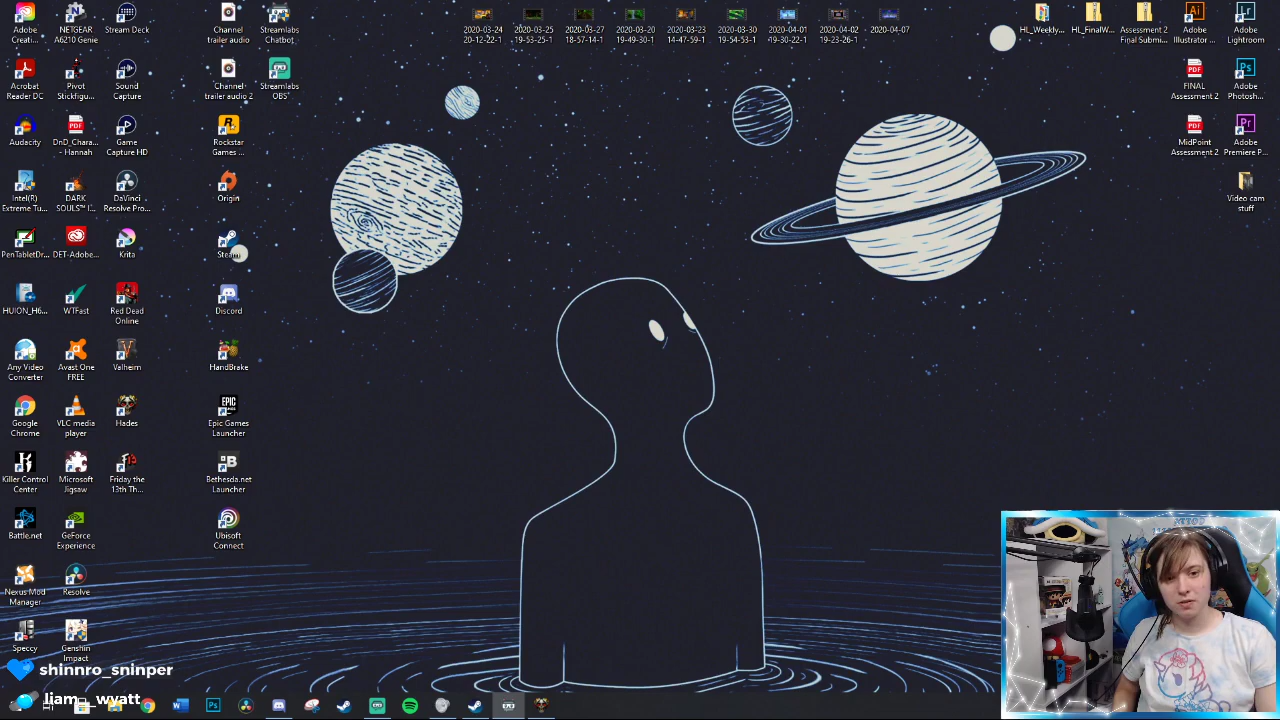 Adobe
Creati...
NETGEAR
A6210 Genie
Stream Deck
Channel
trailer audio
Streamlabs
Chatbot
2020-03-24
20-12-22-1
2020-03-25
19-53-25-1
2020-03-27
18-57-14-1
2020-03-20
19-49-30-1
2020-03-23
14-47-59-1
2020-03-30
19-54-53-1
2020-04-01
19-30-22-1
2020-04-02
19-23-26-1
2020-04-07
HL_Weekly...
HL_FinalW...
Assessment 2
Final Submi...
Adobe
Illustrator ...
Adobe
Lightroom
Acrobat
Reader DC
Pivot
Stickfigu...
Sound
Capture
Channel
trailer audio 2
Streamlabs
OBS
FINAL
Assessment 2
Adobe
Photosh...
Audacity
DnD_Chara...
- Hannah
Game
Capture HD
Rockstar
Games ...
MidPoint
Assessment 2
Adobe
Premiere P...
Intel(R)
Extreme Tu...
DARK
SOULS™ I...
DaVinci
Resolve Pro...
Origin
Video cam
stuff
PenTabletDr...
DET-Adobe...
Krita
Steam
HUION_H6...
WTFast
Red Dead
Online
Discord
Any Video
Converter
Avast One
FREE
Valheim
HandBrake
Google
Chrome
VLC media
player
Hades
Epic Games
Launcher
Killer Control
Center
Microsoft
Jigsaw
Friday the
13th Th...
Bethesda.net
Launcher
Battle.net
GeForce
Experience
Ubisoft
Connect
Nexus Mod
Manager
Resolve
Speccy
Genshin
Impact
shinnro_sninper
liam_wyatt